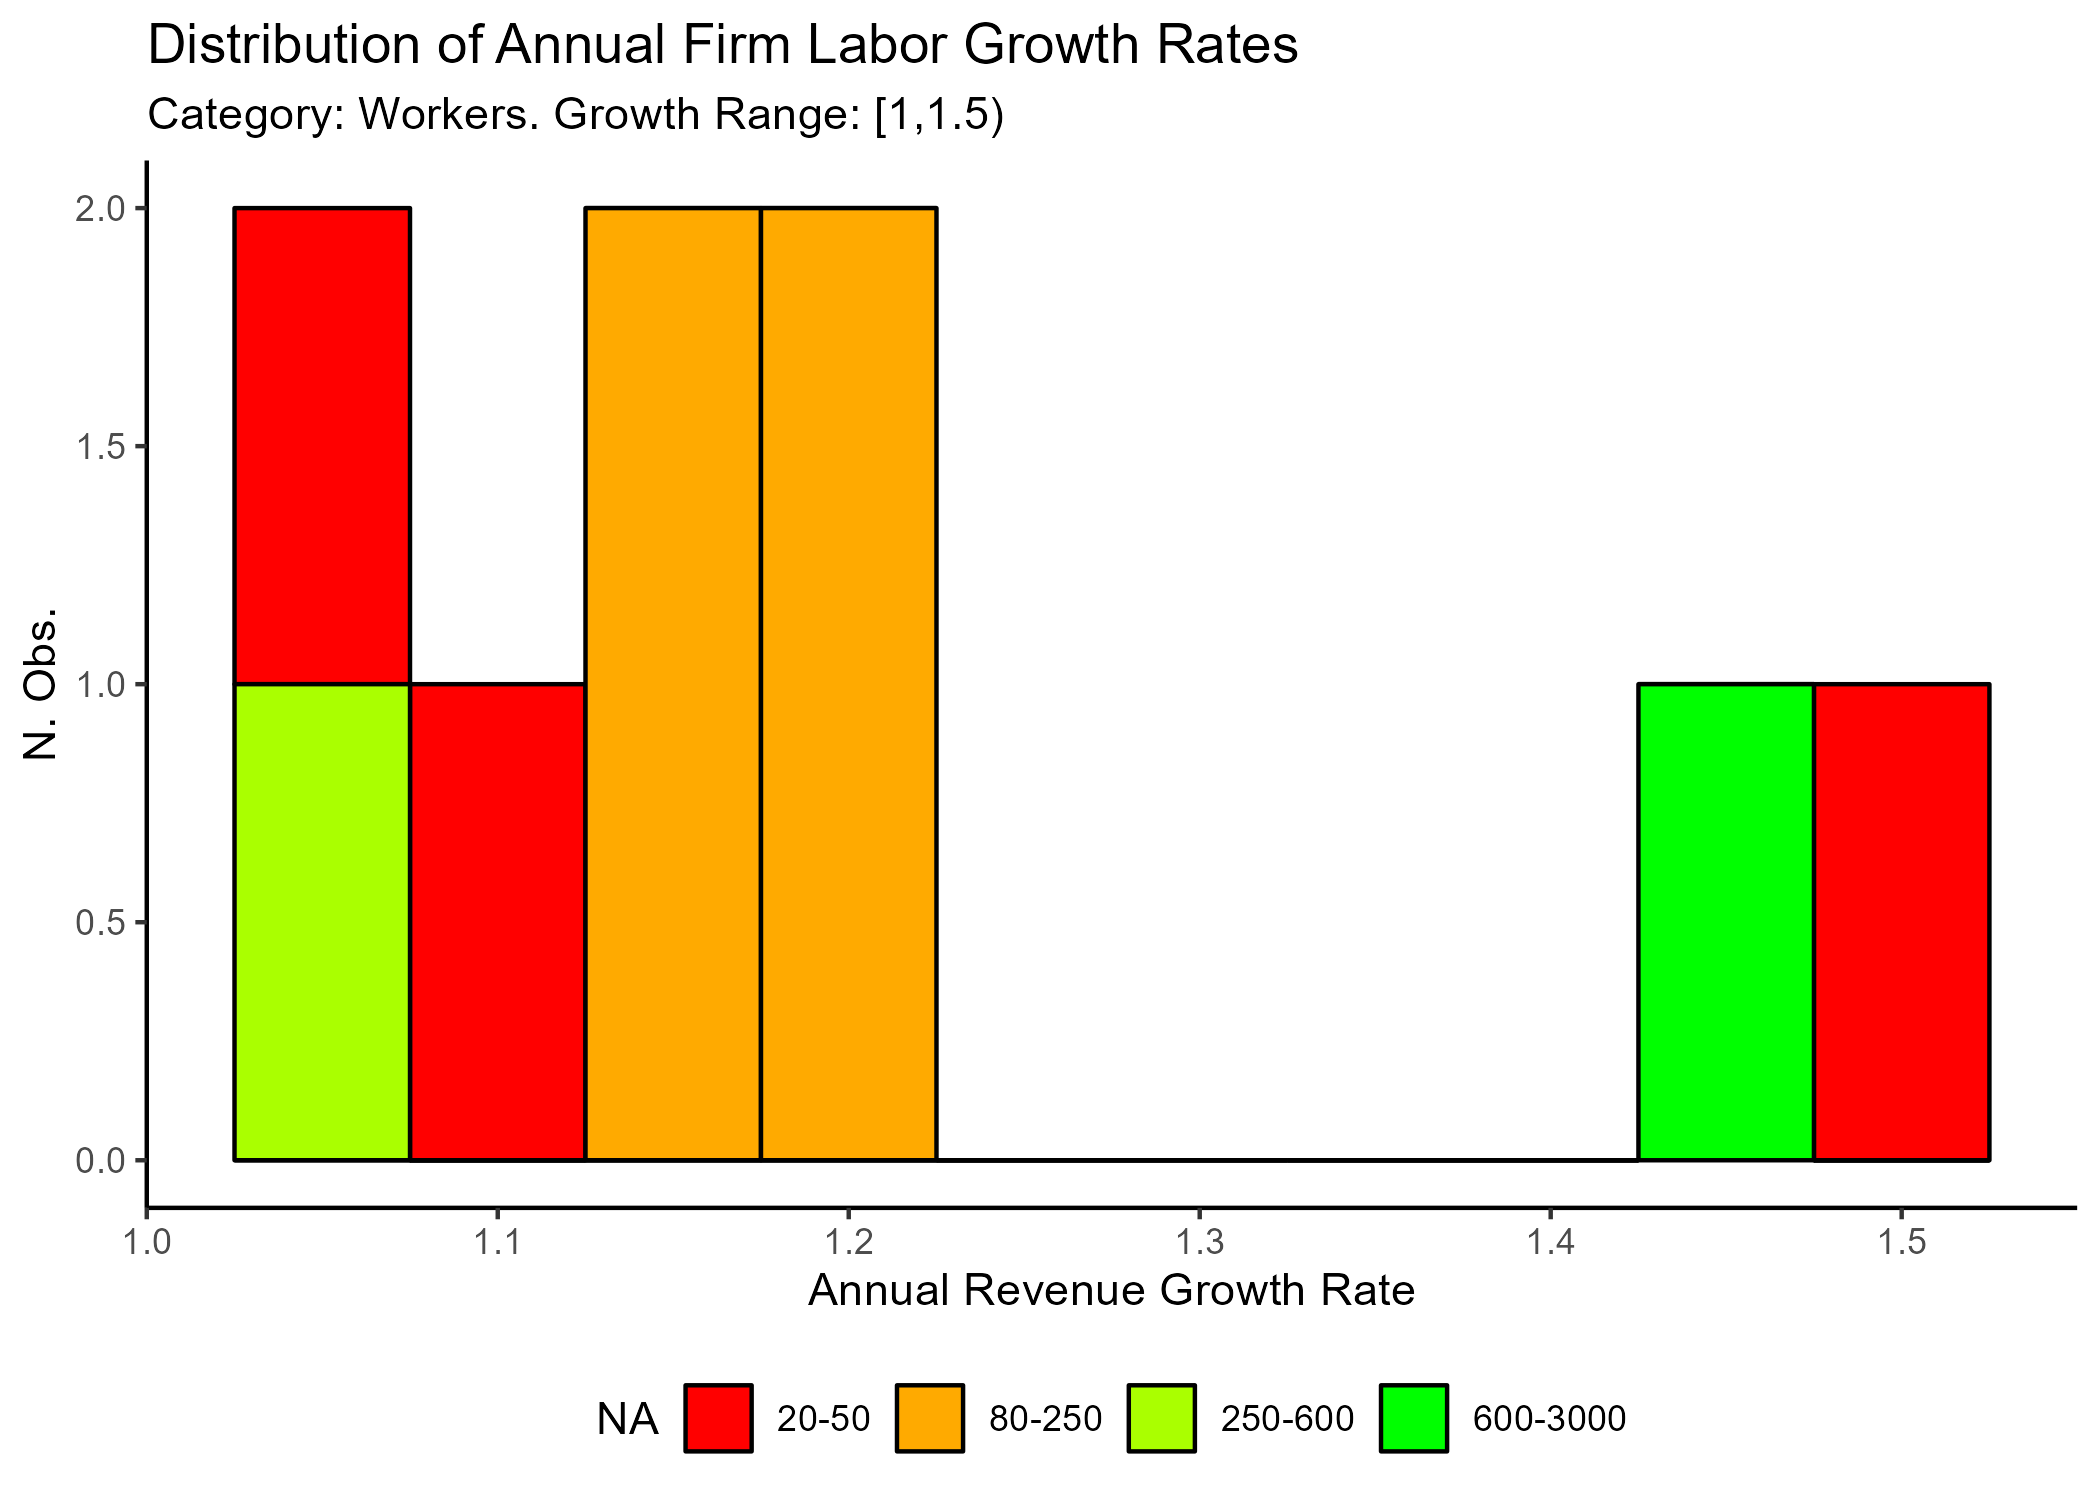 Distribution of Annual Firm Labor Growth Rates
Category: Workers. Growth Range: [1,1.5)
2.0
1.5
1.0
0.5
0.0
N. Obs.
1.0 1.1 1.2 1.3 1.4 1.5
Annual Revenue Growth Rate
NA 20-50 80-250 250-600 600-3000